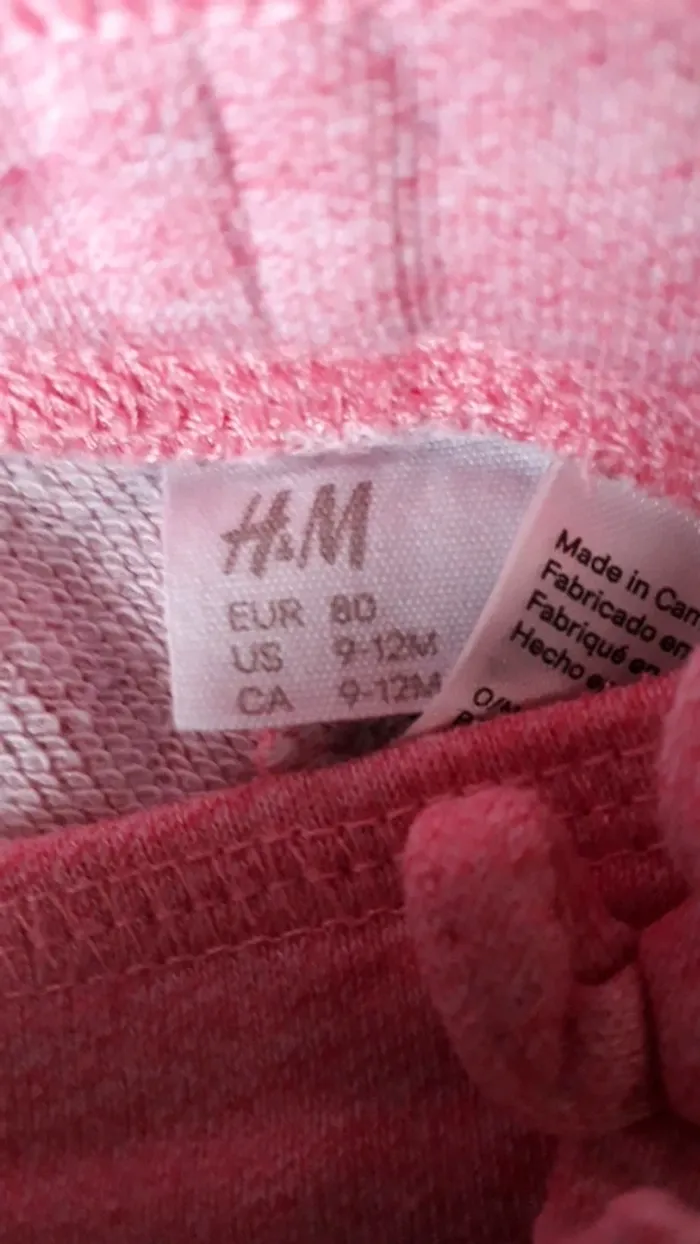 H&M
EUR 80
US 9-12M
CA 9-12M
Made in Cam
Fabricado en
Fabriqué en
Hecho